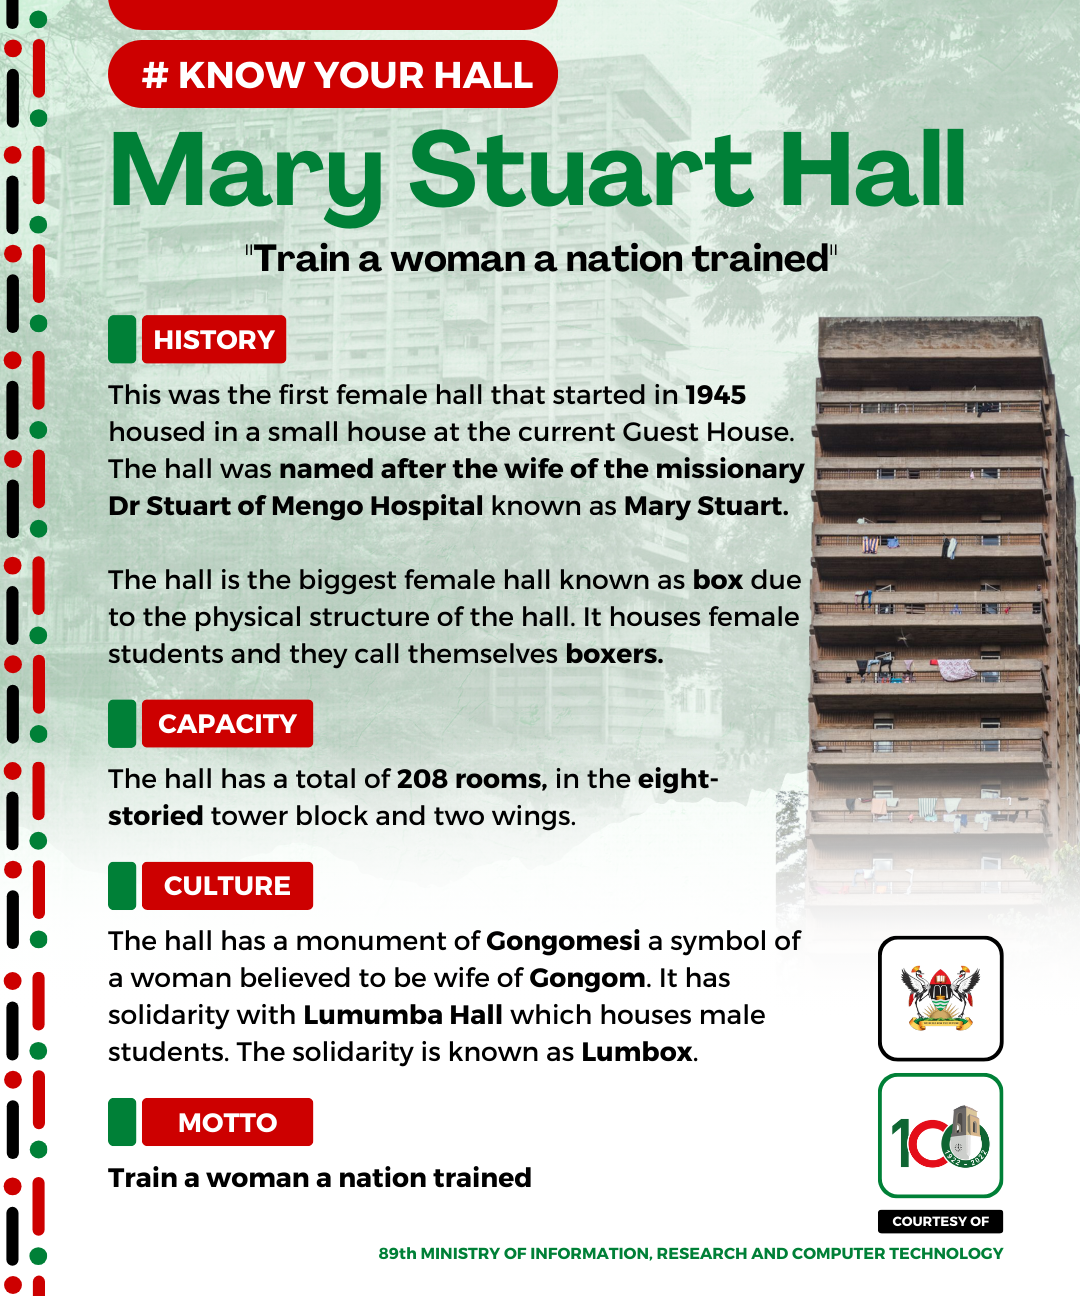 # KNOW YOUR HALL
Mary Stuart Hall
"Train a woman a nation trained"
HISTORY
This was the first female hall that started in 1945
housed in a small house at the current Guest House.
The hall was named after the wife of the missionary
Dr Stuart of Mengo Hospital known as Mary Stuart.
The hall is the biggest female hall known as box due
to the physical structure of the hall. It houses female
students and they call themselves boxers.
CAPACITY
The hall has a total of 208 rooms, in the eight-
storied tower block and two wings.
CULTURE
The hall has a monument of Gongomesi a symbol of
a woman believed to be wife of Gongom. It has
solidarity with Lumumba Hall which houses male
students. The solidarity is known as Lumbox.
MOTTO
Train a woman a nation trained
100
1922 - 2022
COURTESY OF
89th MINISTRY OF INFORMATION, RESEARCH AND COMPUTER TECHNOLOGY